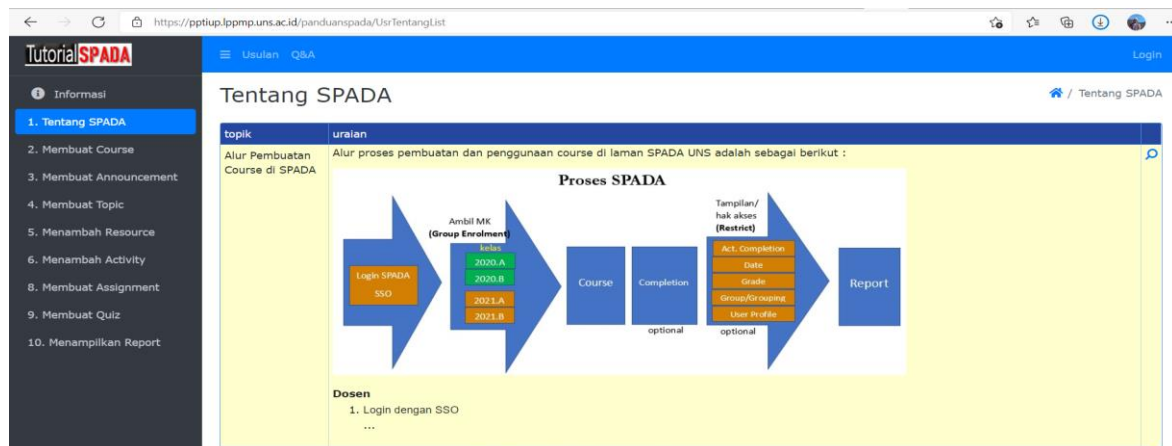 https://pptiup.lppmp.uns.ac.id/panduanspada/UsrTentangList
Tutorial SPADA
Usulan Q&A
Login
Informasi
1. Tentang SPADA
2. Membuat Course
3. Membuat Announcement
4. Membuat Topic
5. Menambah Resource
6. Menambah Activity
8. Membuat Assignment
9. Membuat Quiz
10. Menampilkan Report
Tentang SPADA
/ Tentang SPADA
topik
uraian
Alur Pembuatan
Course di SPADA
Alur proses pembuatan dan penggunaan course di laman SPADA UNS adalah sebagai berikut :
Proses SPADA
Login SPADA
SSO
Ambil MK
(Group Enrolment)
kelas
2020.A
2020.B
2021.A
2021.B
Course
Completion
optional
Tampilan/
hak akses
(Restrict)
Act. Completion
Date
Grade
Group/Grouping
User Profile
optional
Report
Dosen
1. Login dengan SSO
...